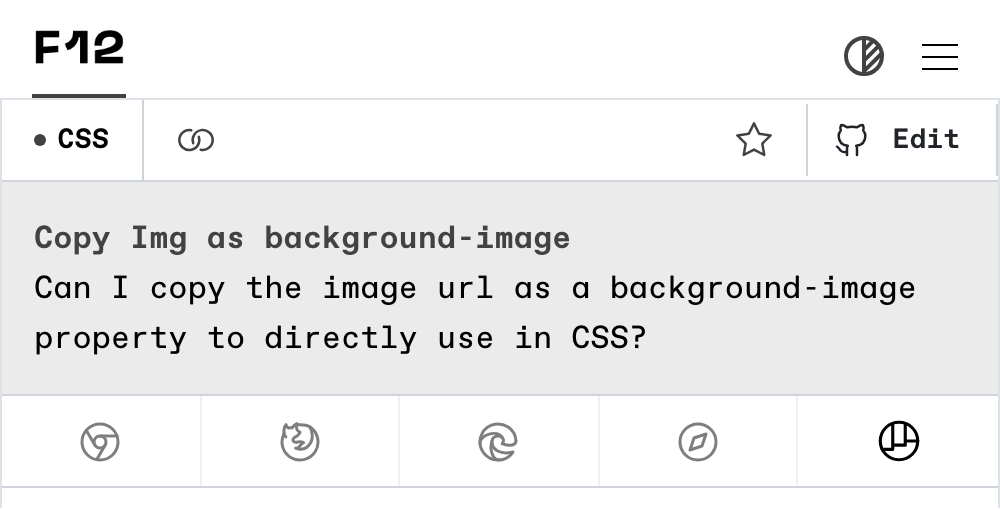 F12
CSS
Edit
Copy Img as background-image
Can I copy the image url as a background-image
property to directly use in CSS?